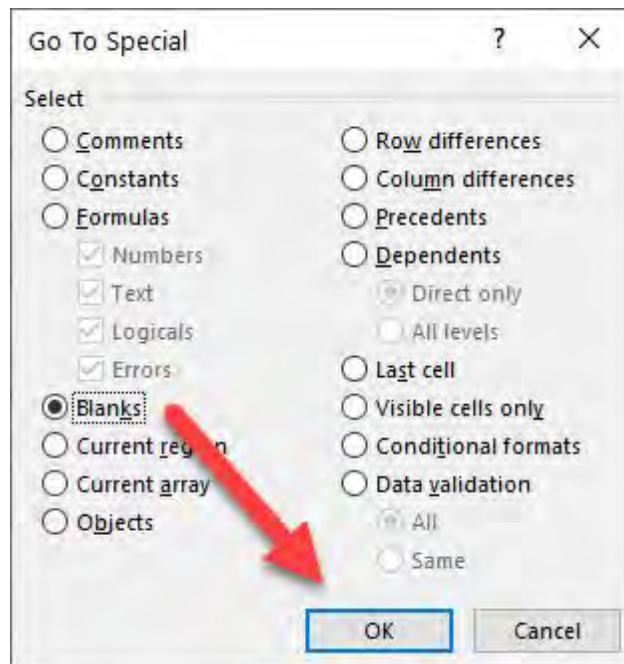 Go To Special ? ×
Select
Comments
Constants
Formulas
Numbers
Text
Logicals
Errors
Blanks
Current region
Current array
Objects
Row differences
Column differences
Precedents
Dependents
Direct only
All levels
Last cell
Visible cells only
Conditional formats
Data validation
All
Same
OK Cancel